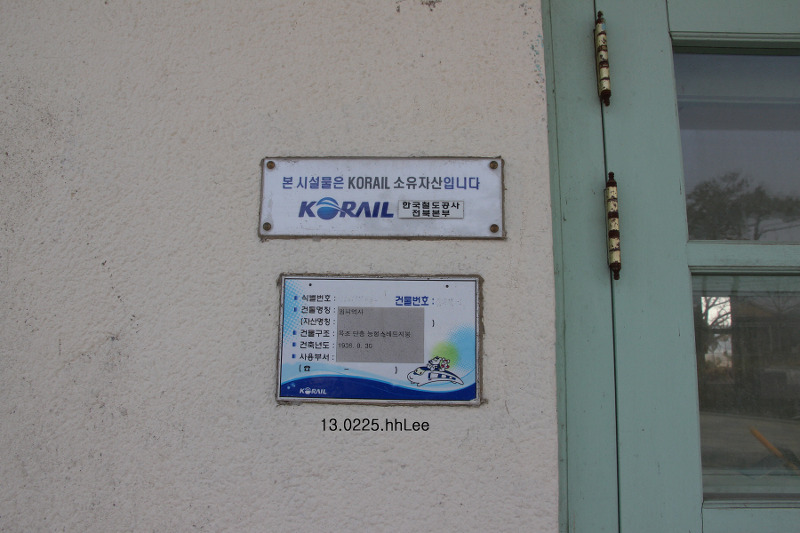 본 시설물은 KORAIL 소유자산입니다
KORAIL 한국철도공사
전북본부
식별번호 :
건물번호 :
건물명칭 :
(자산명칭 : )
건물구조 :
건축년도 : 1936. 9. 30
사용부서 :
(☎ - )
KORAIL
13.0225.hhLee